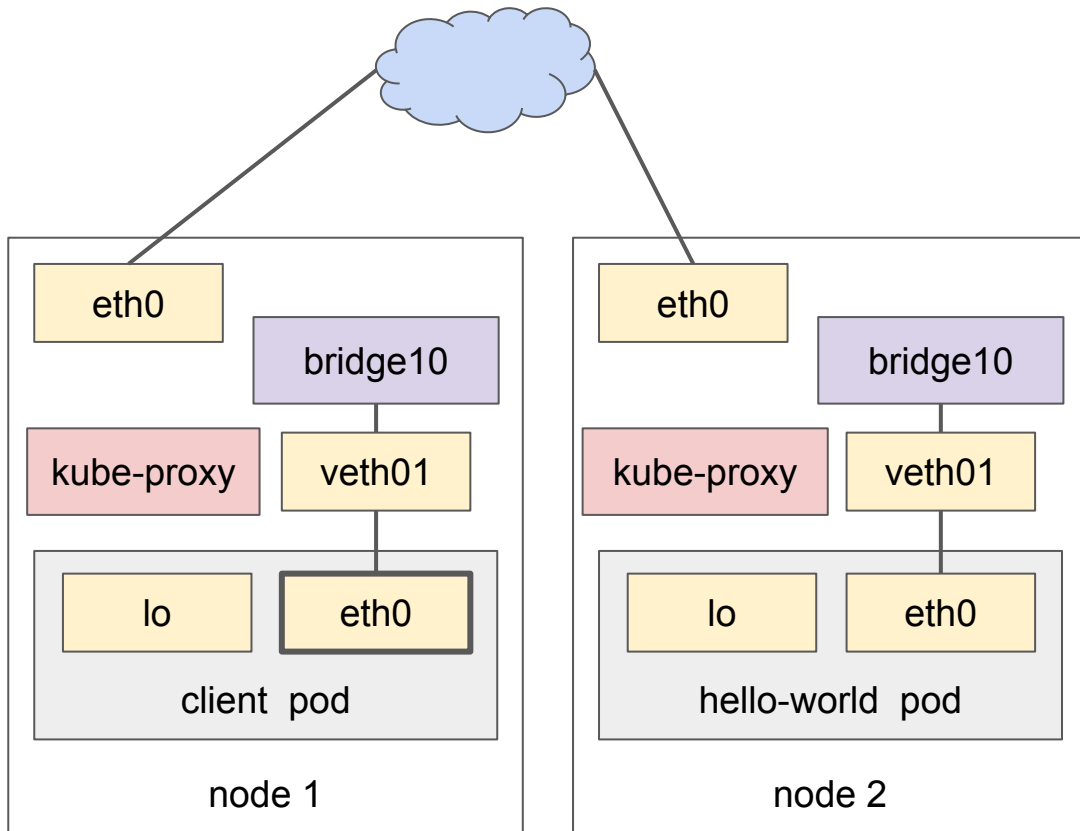 eth0
bridge10
kube-proxy
veth01
lo
eth0
client pod
node 1
eth0
bridge10
kube-proxy
veth01
lo
eth0
hello-world pod
node 2